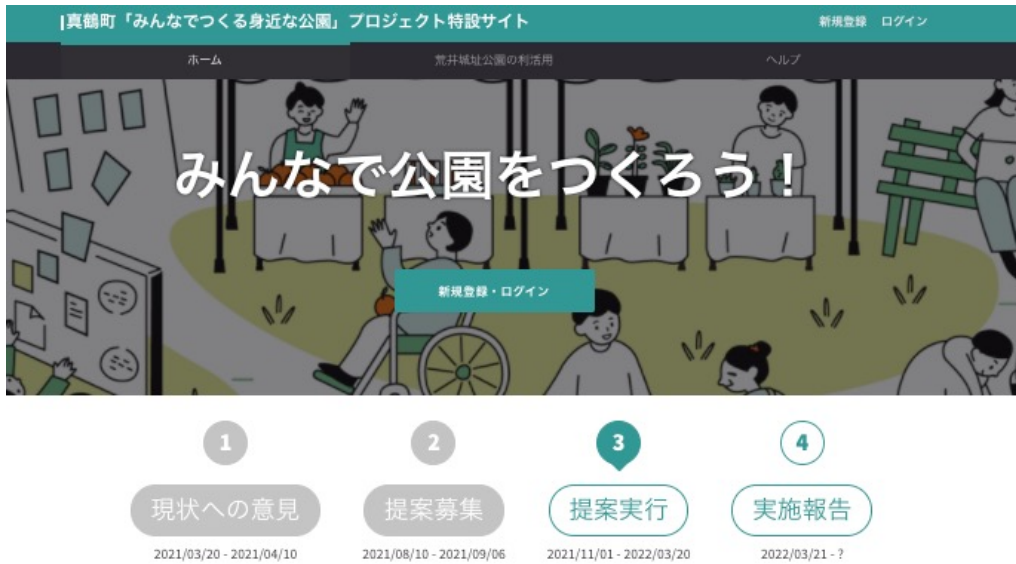 真鶴町「みんなでつくる身近な公園」プロジェクト特設サイト
新規登録 ログイン
ホーム 荒井城址公園の利活用 ヘルプ
みんなで公園をつくろう！
新規登録・ログイン
1 2 3 4
現状への意見 提案募集 提案実行 実施報告
2021/03/20 - 2021/04/10 2021/08/10 - 2021/09/06 2021/11/01 - 2022/03/20 2022/03/21 - ?